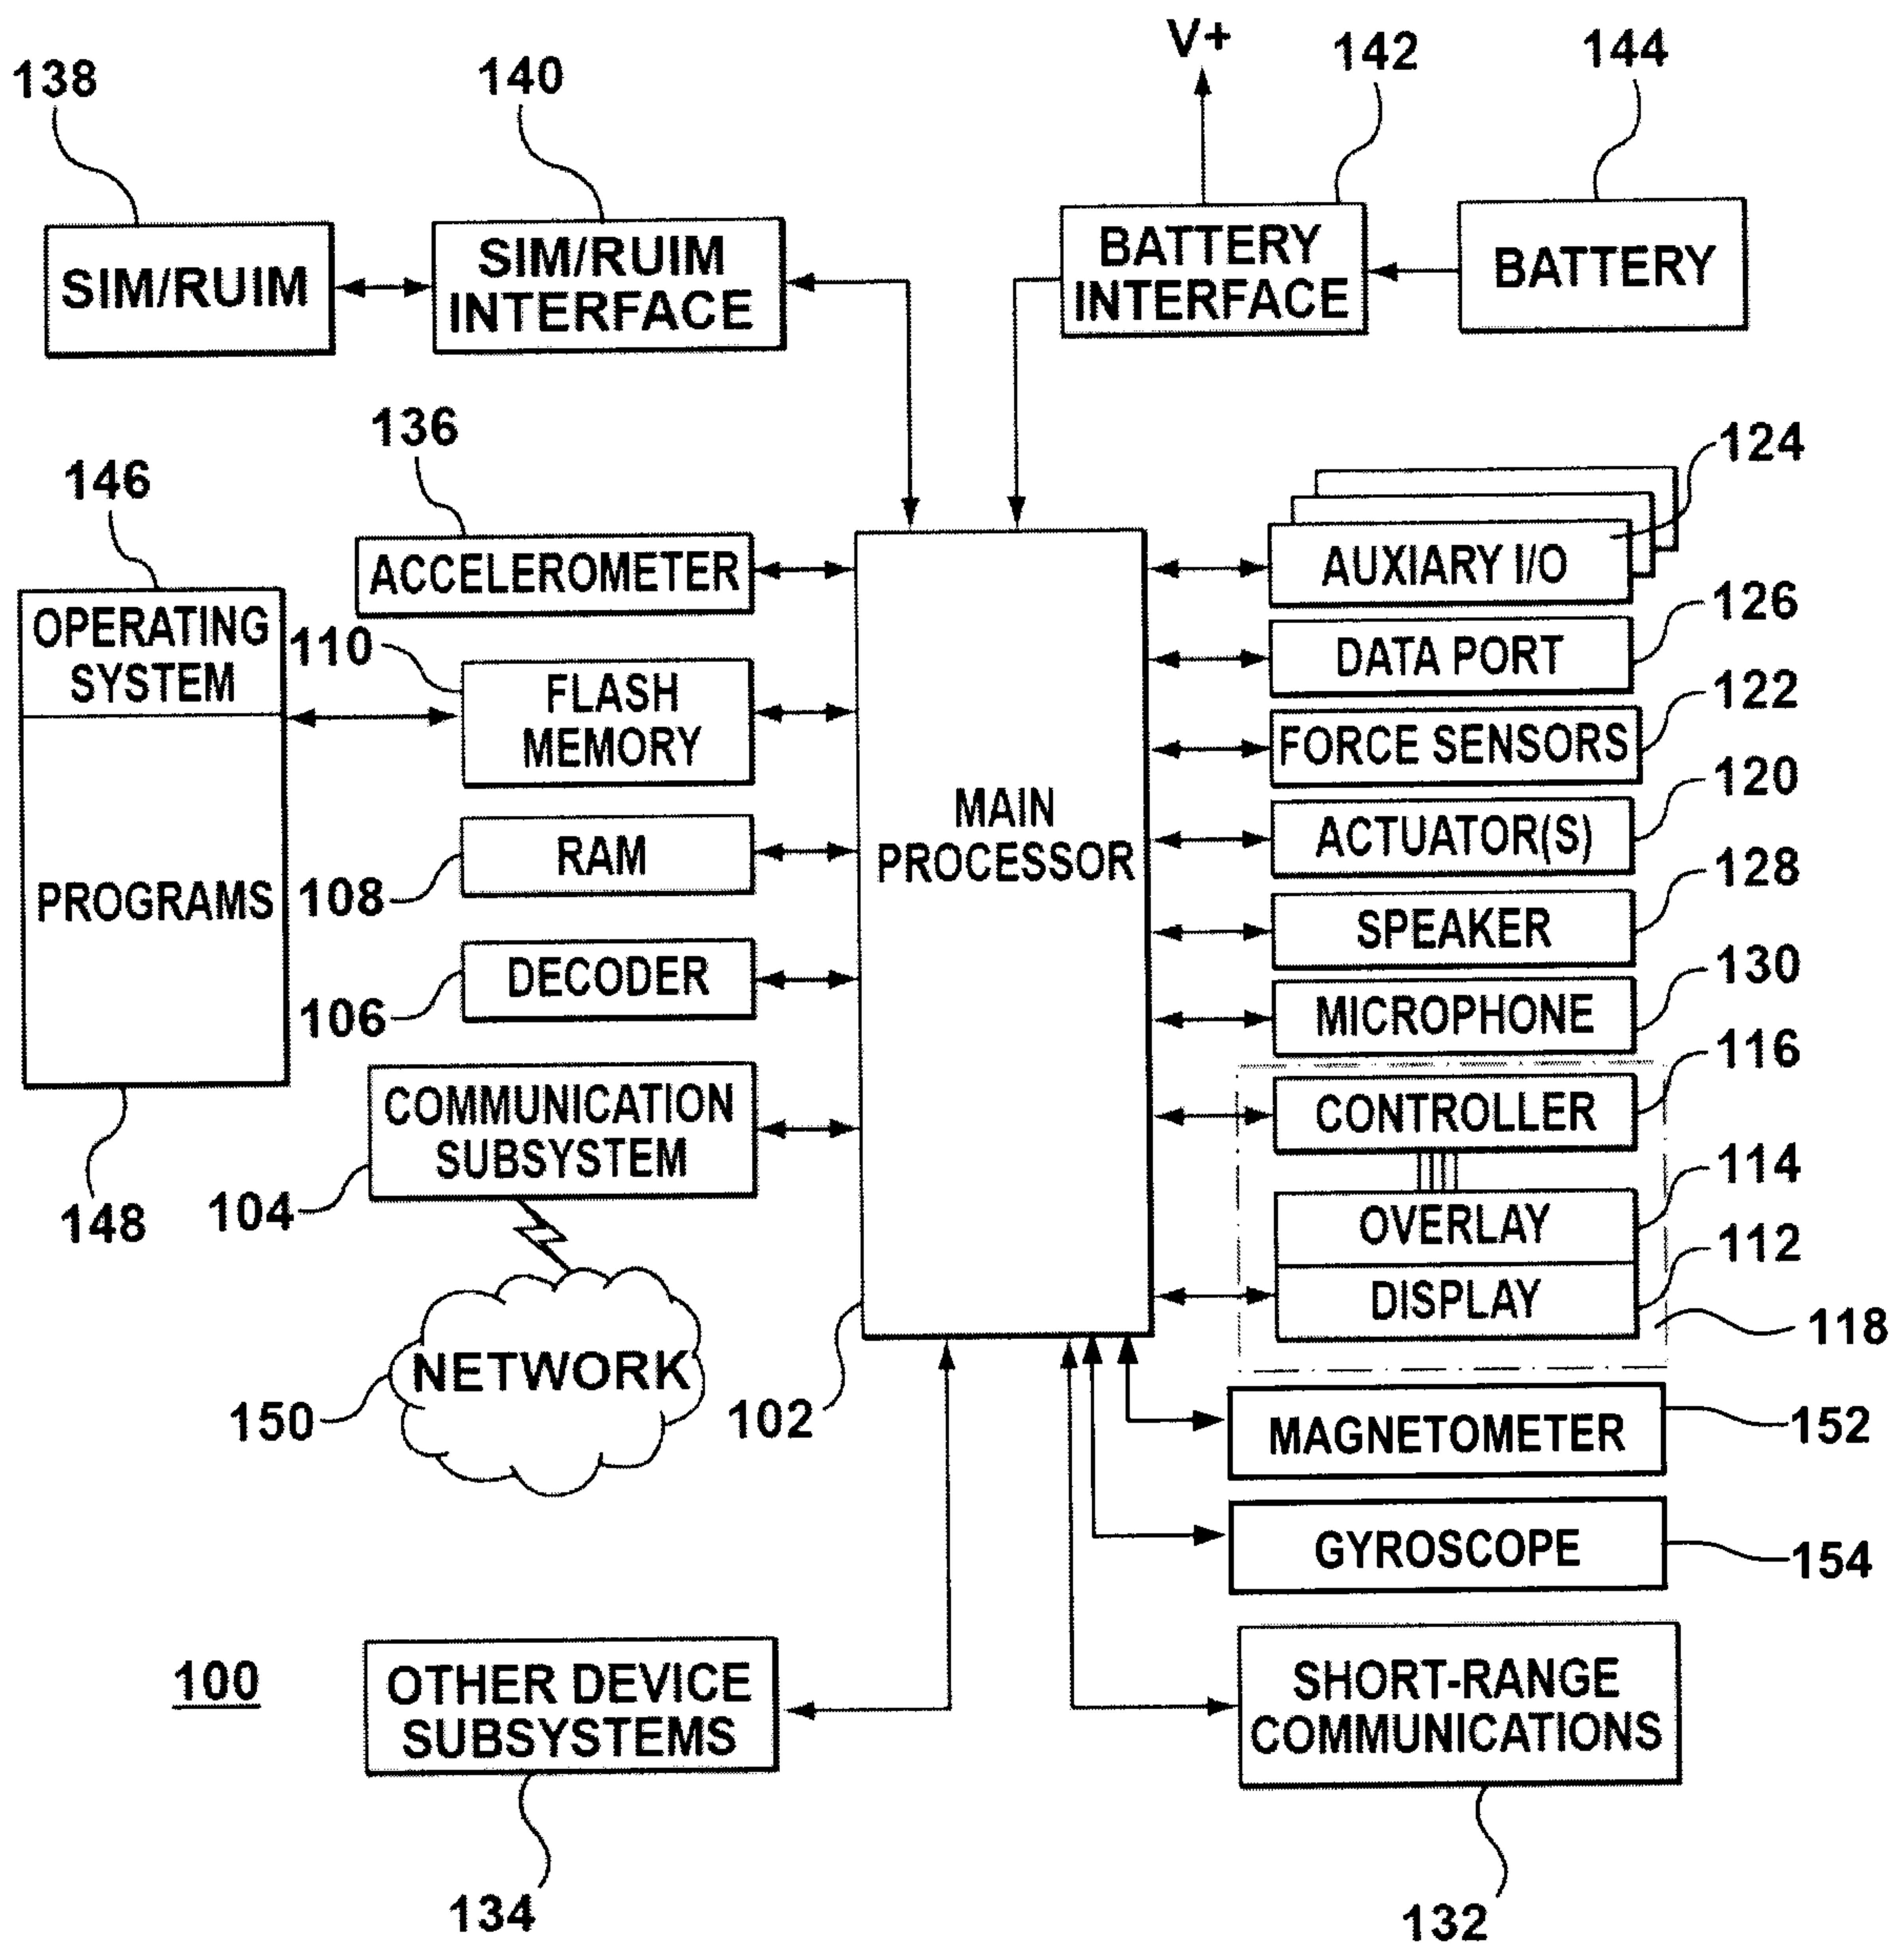 V+
138
140
142
144
SIM/RUIM
SIM/RUIM
INTERFACE
BATTERY
INTERFACE
BATTERY
136
124
146
ACCELEROMETER
AUXIARY I/O
126
OPERATING
SYSTEM
110
DATA PORT
FLASH
MEMORY
122
FORCE SENSORS
120
MAIN
PROCESSOR
RAM
ACTUATOR(S)
108
128
PROGRAMS
SPEAKER
DECODER
130
106
MICROPHONE
116
COMMUNICATION
SUBSYSTEM
CONTROLLER
114
104
148
OVERLAY
112
DISPLAY
118
NETWORK
150
102
152
MAGNETOMETER
GYROSCOPE
154
100
OTHER DEVICE
SUBSYSTEMS
SHORT-RANGE
COMMUNICATIONS
134
132